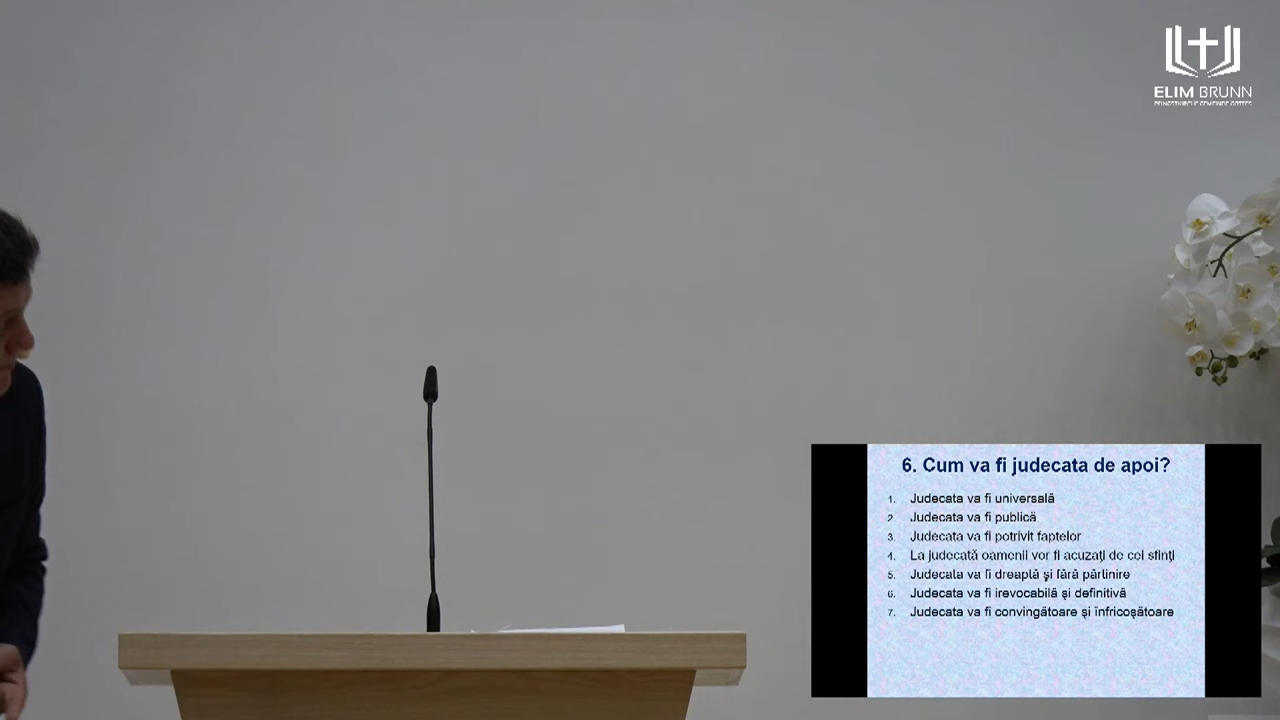 ELIM BRUNN
PFINGSTKIRCHE GEMEINDE GOTTES
6. Cum va fi judecata de apoi?
1. Judecata va fi universală
2. Judecata va fi publică
3. Judecata va fi potrivit faptelor
4. La judecată oamenii vor fi acuzaţi de cei sfinţi
5. Judecata va fi dreaptă şi fără părtinire
6. Judecata va fi irevocabilă şi definitivă
7. Judecata va fi convingătoare şi înfricoşătoare